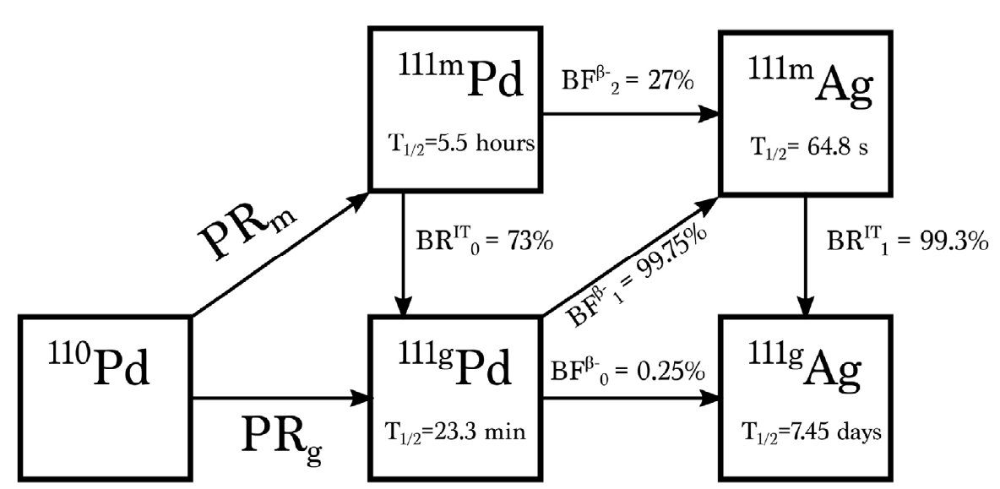 ¹¹¹ᵐPd
T₁/₂=5.5 hours
BFᵝ⁻₂ = 27%
¹¹¹ᵐAg
T₁/₂= 64.8 s
PRₘ
BRᴵᵀ₀ = 73%
BFᵝ⁻₁ = 99.75%
BRᴵᵀ₁ = 99.3%
¹¹⁰Pd
PR_g
¹¹¹ᵍPd
T₁/₂=23.3 min
BFᵝ⁻₀ = 0.25%
¹¹¹ᵍAg
T₁/₂=7.45 days